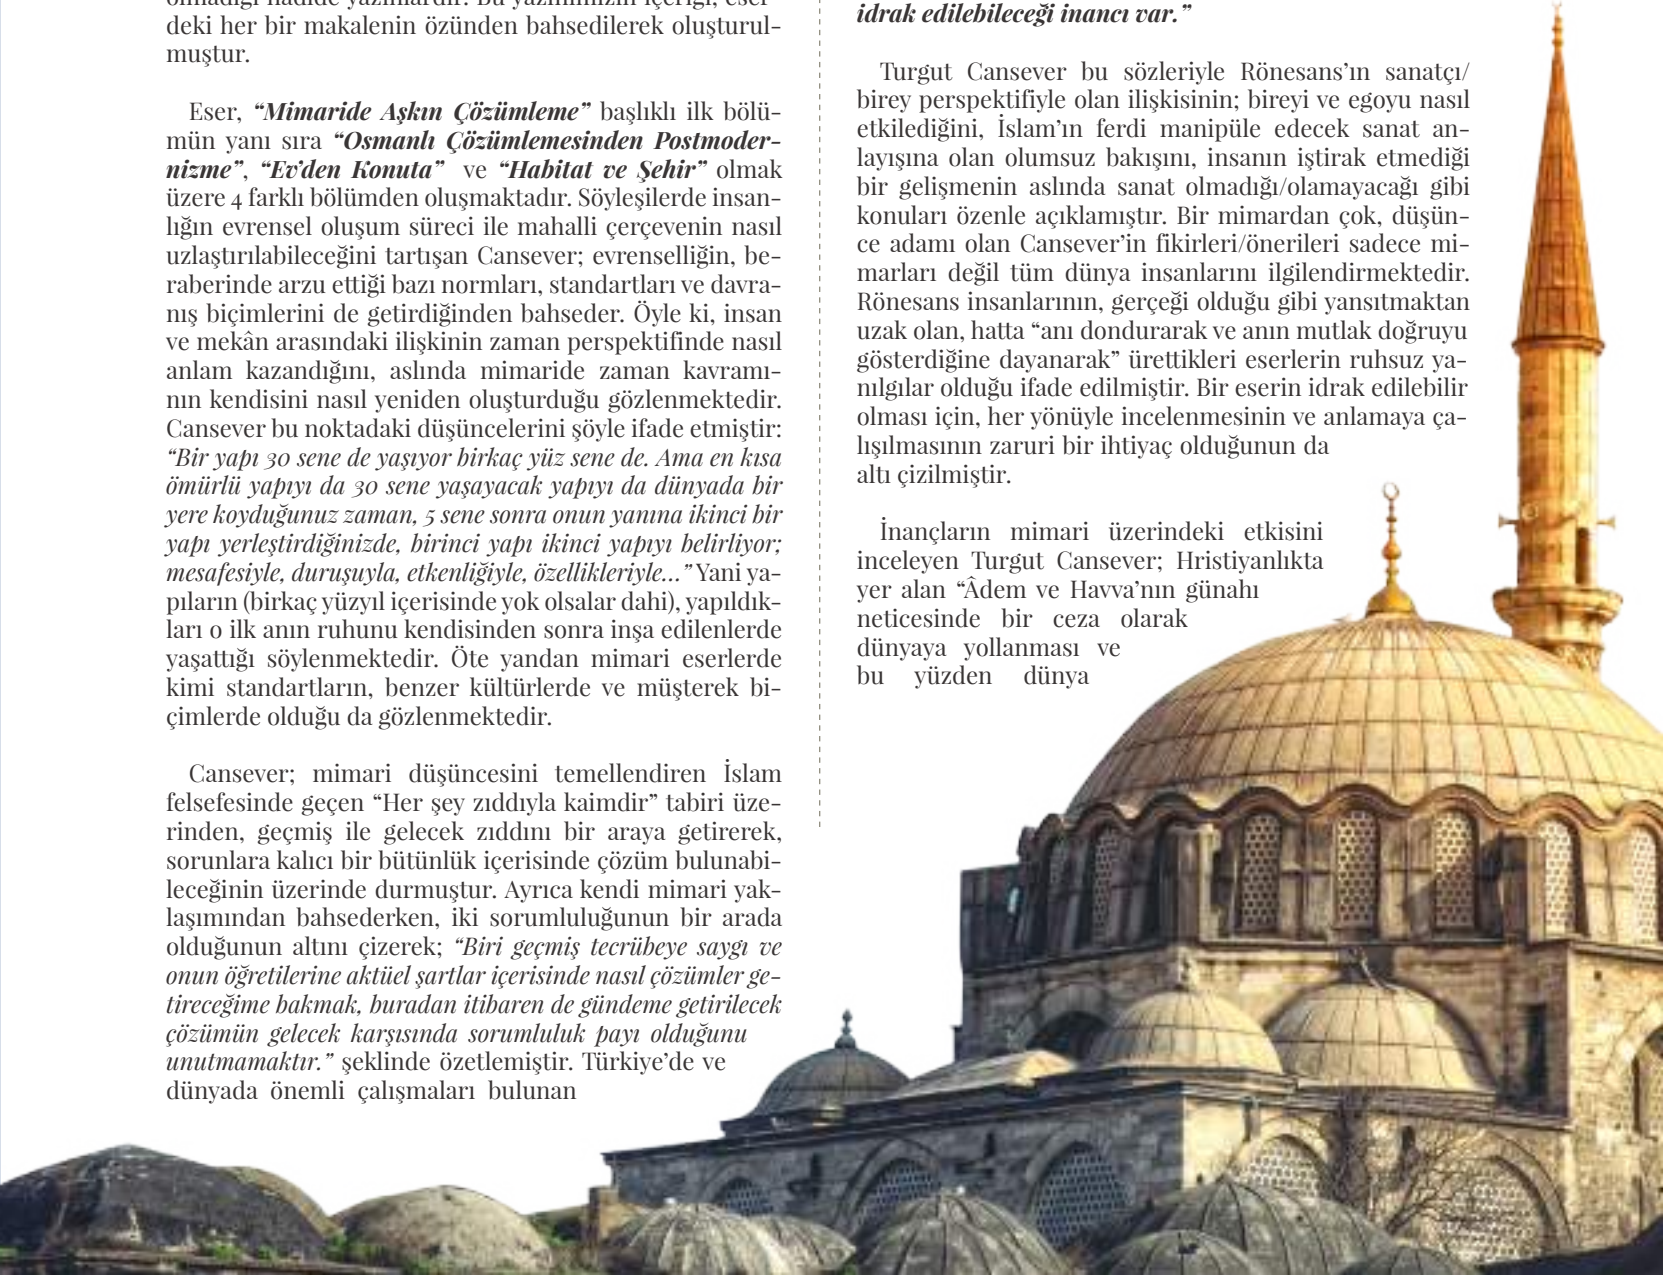 olmadığı nadide yazılardır. Bu yazımızın içeriği, eser-
deki her bir makalenin özünden bahsedilerek oluşturul-
muştur.
Eser, “Mimaride Aşkın Çözümleme” başlıklı ilk bölü-
mün yanı sıra “Osmanlı Çözümlemesinden Postmoder-
nizme”, “Ev’den Konuta” ve “Habitat ve Şehir” olmak
üzere 4 farklı bölümden oluşmaktadır. Söyleşilerde insan-
lığın evrensel oluşum süreci ile mahalli çerçevenin nasıl
uzlaştırılabileceğini tartışan Cansever; evrenselliğin, be-
raberinde arzu ettiği bazı normları, standartları ve davra-
nış biçimlerini de getirdiğinden bahseder. Öyle ki, insan
ve mekân arasındaki ilişkinin zaman perspektifinde nasıl
anlam kazandığını, aslında mimaride zaman kavramı-
nın kendisini nasıl yeniden oluşturduğu gözlenmektedir.
Cansever bu noktadaki düşüncelerini şöyle ifade etmiştir:
“Bir yapı 30 sene de yaşıyor birkaç yüz sene de. Ama en kısa
ömürlü yapıyı da 30 sene yaşayacak yapıyı da dünyada bir
yere koyduğunuz zaman, 5 sene sonra onun yanına ikinci bir
yapı yerleştirdiğinizde, birinci yapı ikinci yapıyı belirliyor;
mesafesiyle, duruşuyla, etkenliğiyle, özellikleriyle...” Yani ya-
pıların (birkaç yüzyıl içerisinde yok olsalar dahi), yapıldık-
ları o ilk anın ruhunu kendisinden sonra inşa edilenlerde
yaşattığı söylenmektedir. Öte yandan mimari eserlerde
kimi standartların, benzer kültürlerde ve müşterek bi-
çimlerde olduğu da gözlenmektedir.
Cansever; mimari düşüncesini temellendiren İslam
felsefesinde geçen “Her şey zıddıyla kaimdir” tabiri üze-
rinden, geçmiş ile gelecek zıddını bir araya getirerek,
sorunlara kalıcı bir bütünlük içerisinde çözüm bulunabi-
leceğinin üzerinde durmuştur. Ayrıca kendi mimari yak-
laşımından bahsederken, iki sorumluluğunun bir arada
olduğunun altını çizerek; “Biri geçmiş tecrübeye saygı ve
onun öğretilerine aktüel şartlar içerisinde nasıl çözümler ge-
tireceğime bakmak, buradan itibaren de gündeme getirilecek
çözümün gelecek karşısında sorumluluk payı olduğunu
unutmamaktır.” şeklinde özetlemiştir. Türkiye’de ve
dünyada önemli çalışmaları bulunan
idrak edilebileceği inancı var.”
Turgut Cansever bu sözleriyle Rönesans’ın sanatçı/
birey perspektifiyle olan ilişkisinin; bireyi ve egoyu nasıl
etkilediğini, İslam’ın ferdi manipüle edecek sanat an-
layışına olan olumsuz bakışını, insanın iştirak etmediği
bir gelişmenin aslında sanat olmadığı/olamayacağı gibi
konuları özenle açıklamıştır. Bir mimardan çok, düşün-
ce adamı olan Cansever’in fikirleri/önerileri sadece mi-
marları değil tüm dünya insanlarını ilgilendirmektedir.
Rönesans insanlarının, gerçeği olduğu gibi yansıtmaktan
uzak olan, hatta “anı dondurarak ve anın mutlak doğruyu
gösterdiğine dayanarak” ürettikleri eserlerin ruhsuz ya-
nılgılar olduğu ifade edilmiştir. Bir eserin idrak edilebilir
olması için, her yönüyle incelenmesinin ve anlamaya ça-
lışılmasının zaruri bir ihtiyaç olduğunun da
altı çizilmiştir.
İnançların mimari üzerindeki etkisini
inceleyen Turgut Cansever; Hristiyanlıkta
yer alan “Âdem ve Havva’nın günahı
neticesinde bir ceza olarak
dünyaya yollanması ve
bu yüzden dünya